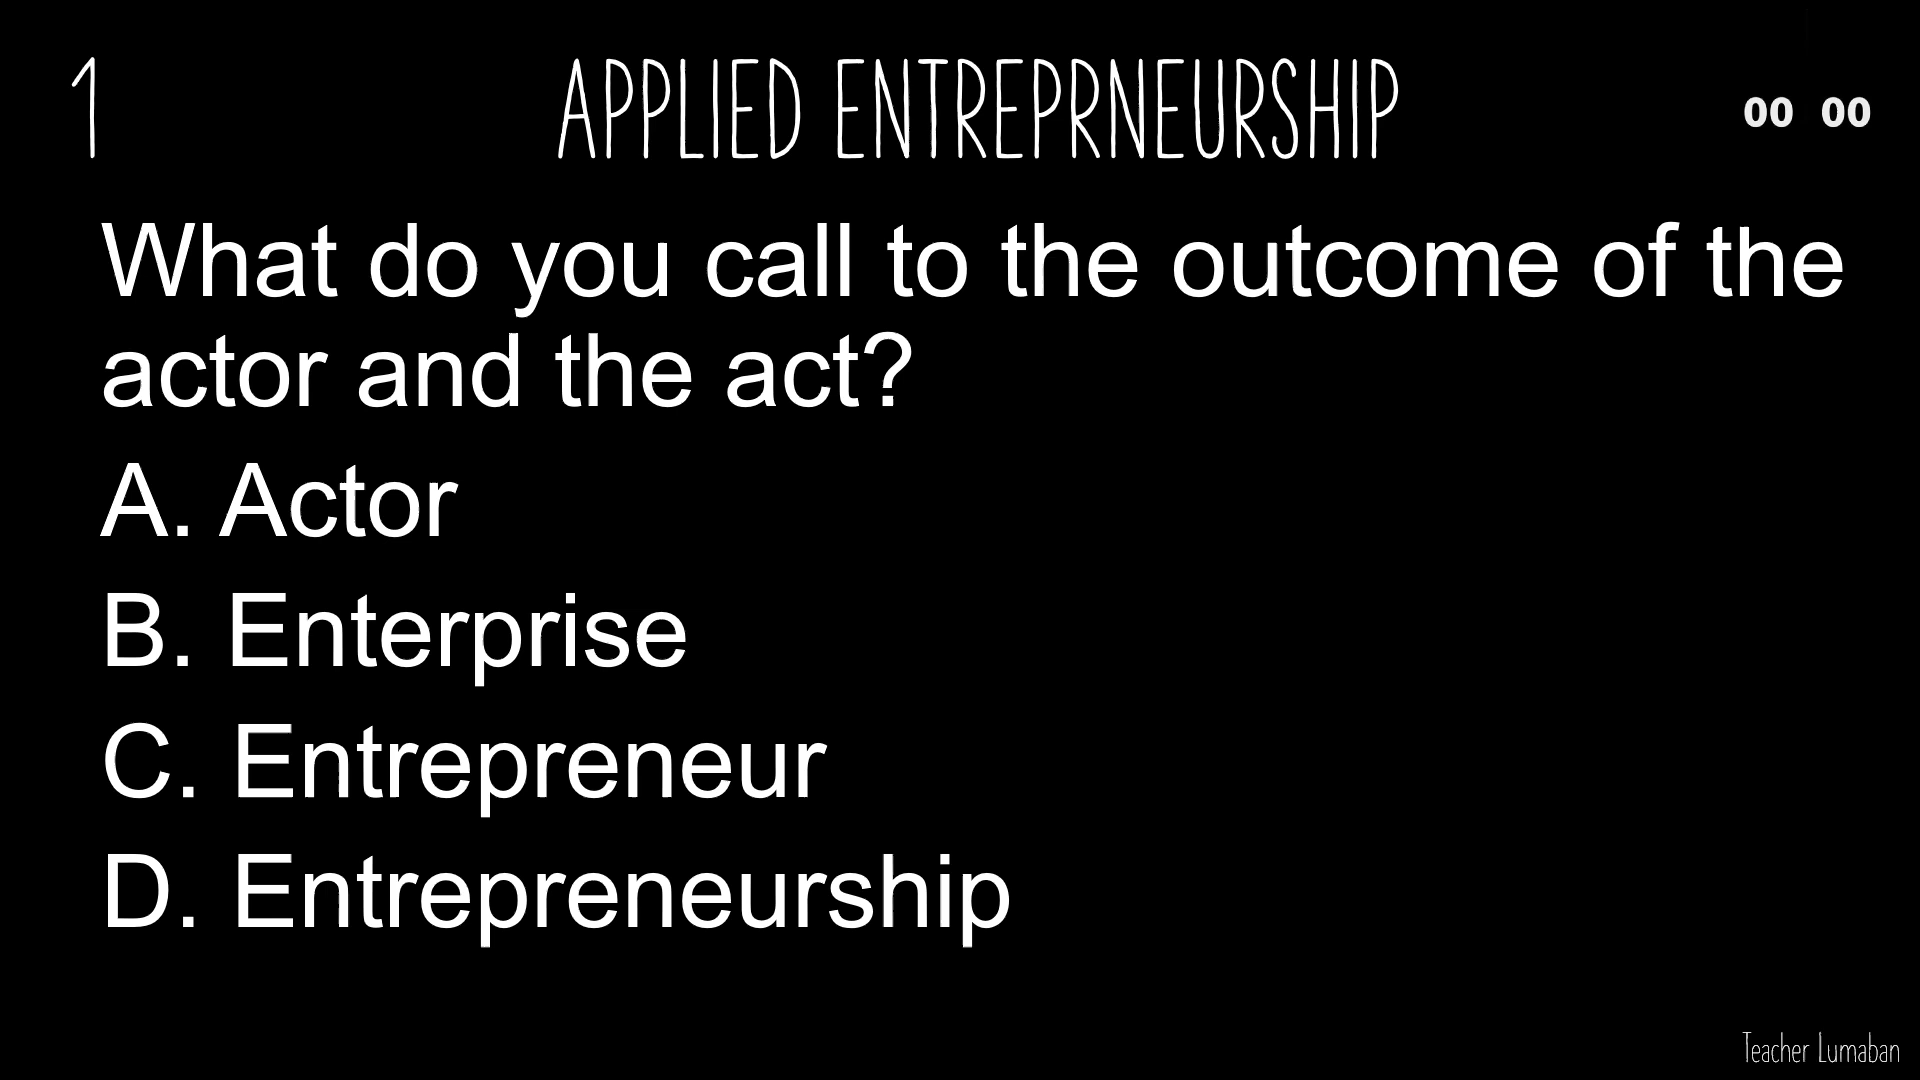 1
APPLIED ENTREPRNEURSHIP
00 00
What do you call to the outcome of the
actor and the act?
A. Actor
B. Enterprise
C. Entrepreneur
D. Entrepreneurship
Teacher Lumaban